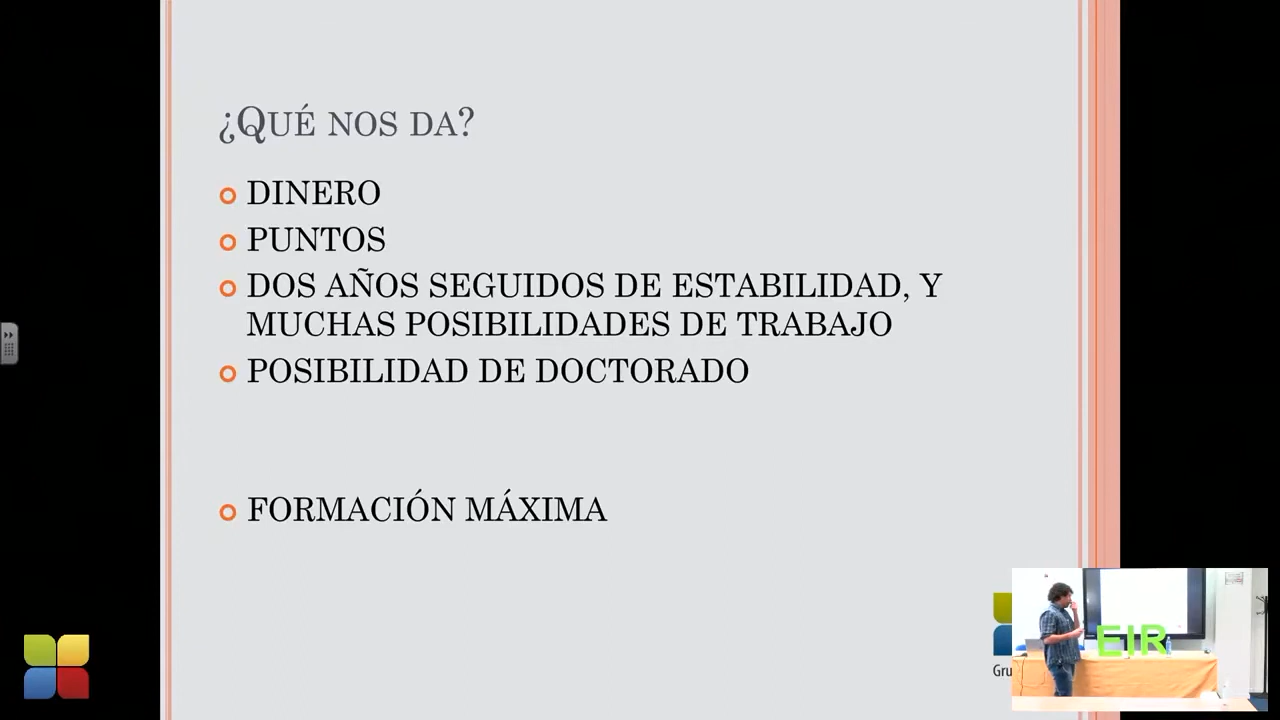 ¿QUÉ NOS DA?
DINERO
PUNTOS
DOS AÑOS SEGUIDOS DE ESTABILIDAD, Y
MUCHAS POSIBILIDADES DE TRABAJO
POSIBILIDAD DE DOCTORADO
FORMACIÓN MÁXIMA
Gru
EIR